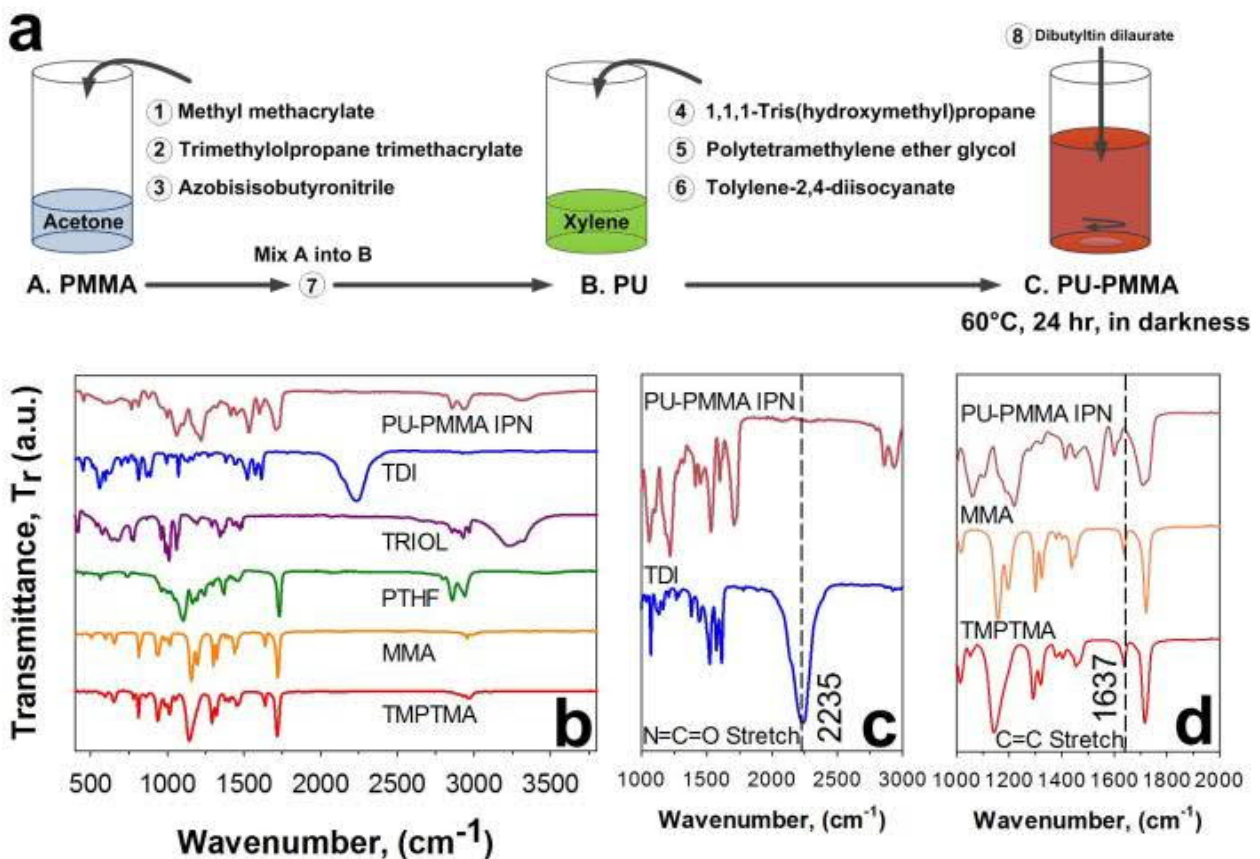 a
⑧ Dibutyltin dilaurate
① Methyl methacrylate
② Trimethylolpropane trimethacrylate
③ Azobisisobutyronitrile
④ 1,1,1-Tris(hydroxymethyl)propane
⑤ Polytetramethylene ether glycol
⑥ Tolylene-2,4-diisocyanate
Acetone
Xylene
Mix A into B
A. PMMA
⑦
B. PU
C. PU-PMMA
60°C, 24 hr, in darkness
Transmittance, Tr (a.u.)
PU-PMMA IPN
TDI
TRIOL
PTHF
MMA
TMPTMA
b
500 1000 1500 2000 2500 3000 3500
Wavenumber, (cm-1)
PU-PMMA IPN
TDI
N=C=O Stretch
2235
c
1000 1500 2000 2500 3000
Wavenumber, (cm-1)
PU-PMMA IPN
MMA
TMPTMA
1637
C=C Stretch
d
1000 1200 1400 1600 1800 2000
Wavenumber, (cm-1)